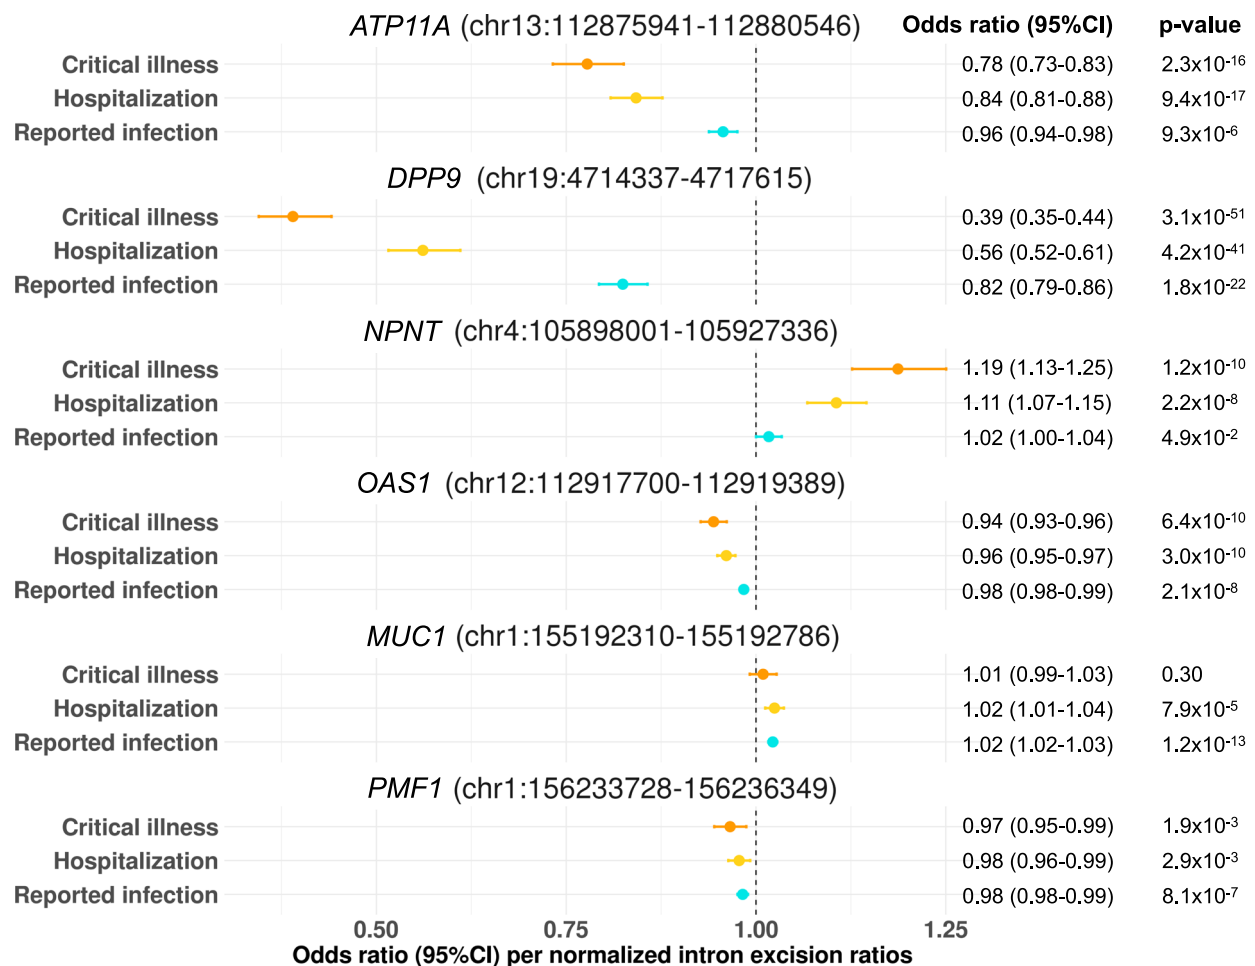 ATP11A (chr13:112875941-112880546) Odds ratio (95%CI) p-value
Critical illness 0.78 (0.73-0.83) 2.3x10⁻¹⁶
Hospitalization 0.84 (0.81-0.88) 9.4x10⁻¹⁷
Reported infection 0.96 (0.94-0.98) 9.3x10⁻⁶
DPP9 (chr19:4714337-4717615)
Critical illness 0.39 (0.35-0.44) 3.1x10⁻⁵¹
Hospitalization 0.56 (0.52-0.61) 4.2x10⁻⁴¹
Reported infection 0.82 (0.79-0.86) 1.8x10⁻²²
NPNT (chr4:105898001-105927336)
Critical illness 1.19 (1.13-1.25) 1.2x10⁻¹⁰
Hospitalization 1.11 (1.07-1.15) 2.2x10⁻⁸
Reported infection 1.02 (1.00-1.04) 4.9x10⁻²
OAS1 (chr12:112917700-112919389)
Critical illness 0.94 (0.93-0.96) 6.4x10⁻¹⁰
Hospitalization 0.96 (0.95-0.97) 3.0x10⁻¹⁰
Reported infection 0.98 (0.98-0.99) 2.1x10⁻⁸
MUC1 (chr1:155192310-155192786)
Critical illness 1.01 (0.99-1.03) 0.30
Hospitalization 1.02 (1.01-1.04) 7.9x10⁻⁵
Reported infection 1.02 (1.02-1.03) 1.2x10⁻¹³
PMF1 (chr1:156233728-156236349)
Critical illness 0.97 (0.95-0.99) 1.9x10⁻³
Hospitalization 0.98 (0.96-0.99) 2.9x10⁻³
Reported infection 0.98 (0.98-0.99) 8.1x10⁻⁷
0.50 0.75 1.00 1.25
Odds ratio (95%CI) per normalized intron excision ratios